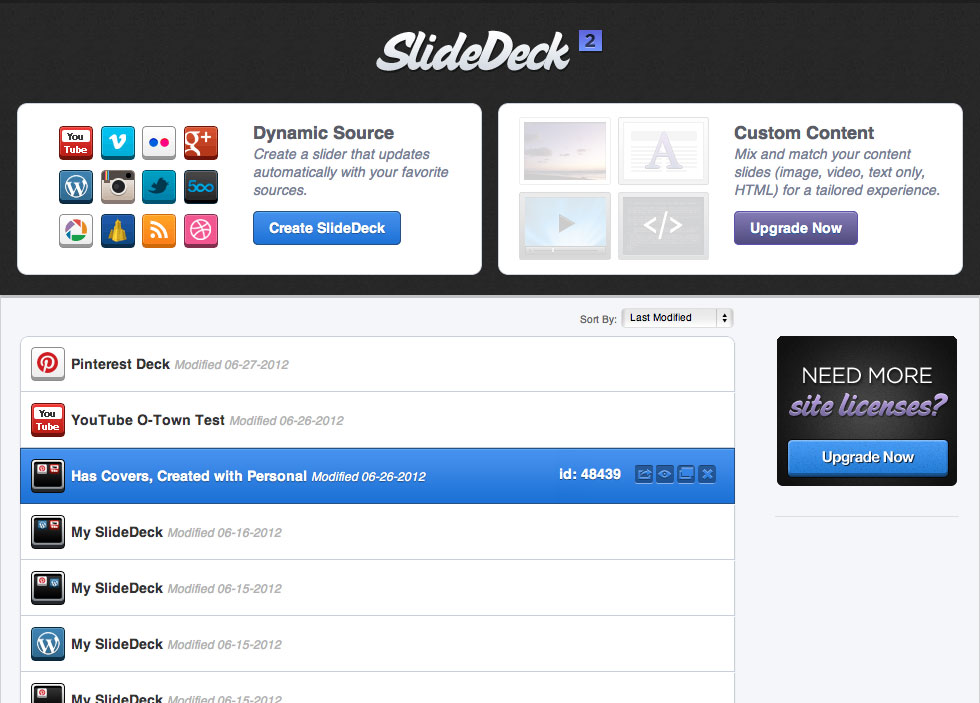 SlideDeck 2
You
Tube
g+
500
Dynamic Source
Create a slider that updates
automatically with your favorite
sources.
Create SlideDeck
A
</>
Custom Content
Mix and match your content
slides (image, video, text only,
HTML) for a tailored experience.
Upgrade Now
Sort By: Last Modified
Pinterest Deck Modified 06-27-2012
You
Tube
YouTube O-Town Test Modified 06-26-2012
Has Covers, Created with Personal Modified 06-26-2012 id: 48439
My SlideDeck Modified 06-16-2012
My SlideDeck Modified 06-15-2012
My SlideDeck Modified 06-15-2012
My SlideDeck Modified 06-15-2012
NEED MORE
site licenses?
Upgrade Now